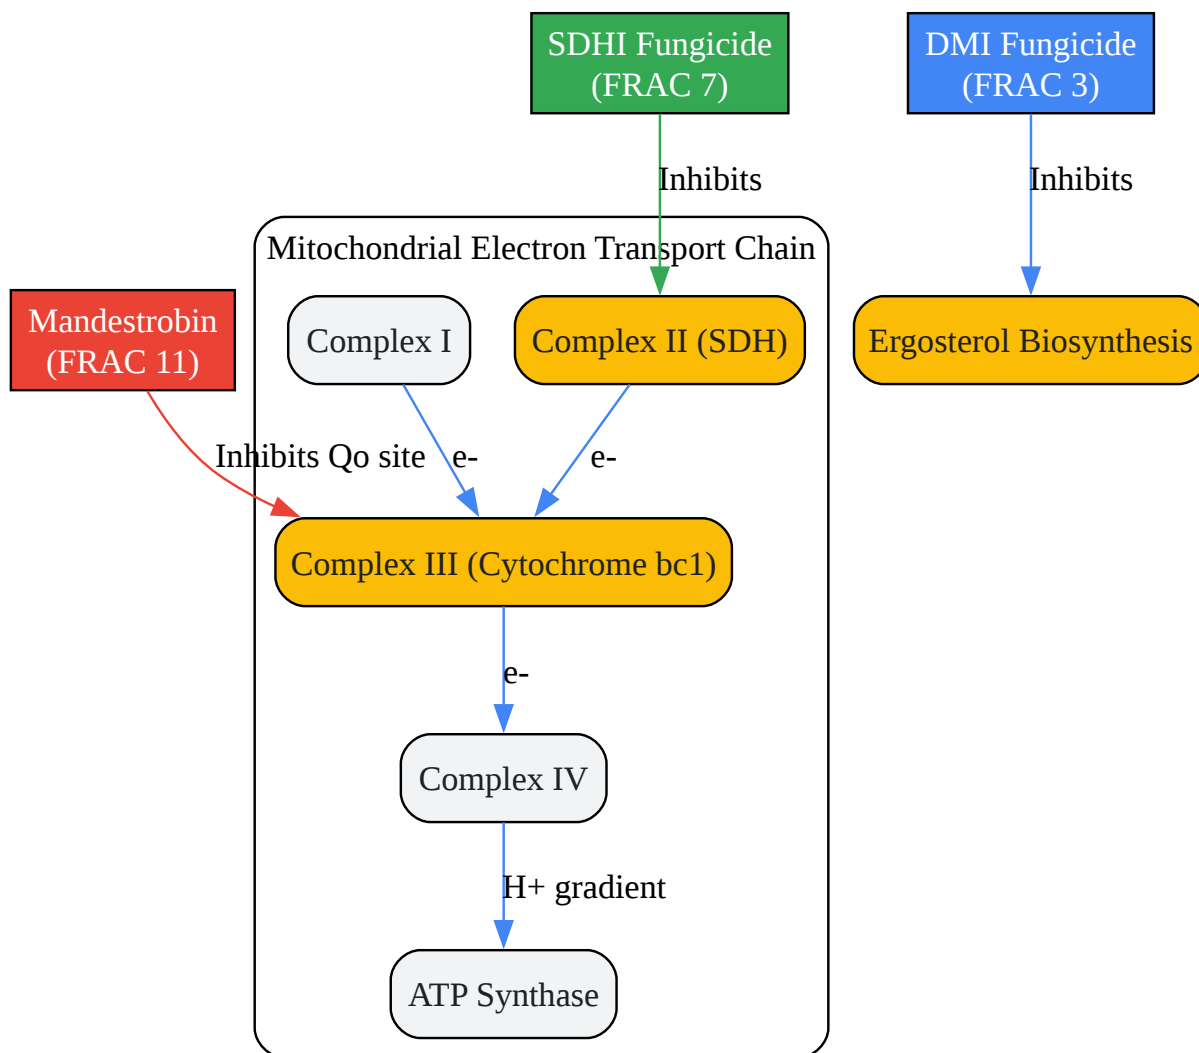 SDHI Fungicide
(FRAC 7)
DMI Fungicide
(FRAC 3)
Inhibits
Inhibits
Mitochondrial Electron Transport Chain
Mandestrobin
(FRAC 11)
Complex I
Complex II (SDH)
Ergosterol Biosynthesis
Inhibits Qo site
e-
e-
Complex III (Cytochrome bc1)
e-
Complex IV
H+ gradient
ATP Synthase